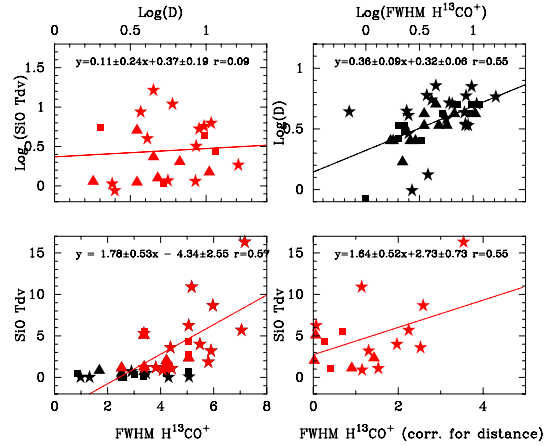 Log(D)
0 0.5 1
y=0.11±0.24x+0.37±0.19 r=0.09
Log(SiO Tdv)
1.5
1
0.5
0
Log(FWHM H¹³CO⁺)
0 0.5 1
y=0.36±0.09x+0.32±0.06 r=0.55
Log(D)
1
0.5
0
y = 1.78±0.53x − 4.34±2.55 r=0.57
SiO Tdv
15
10
5
0
0 2 4 6 8
FWHM H¹³CO⁺
y=1.64±0.52x+2.73±0.73 r=0.55
SiO Tdv
15
10
5
0
0 2 4
FWHM H¹³CO⁺ (corr. for distance)